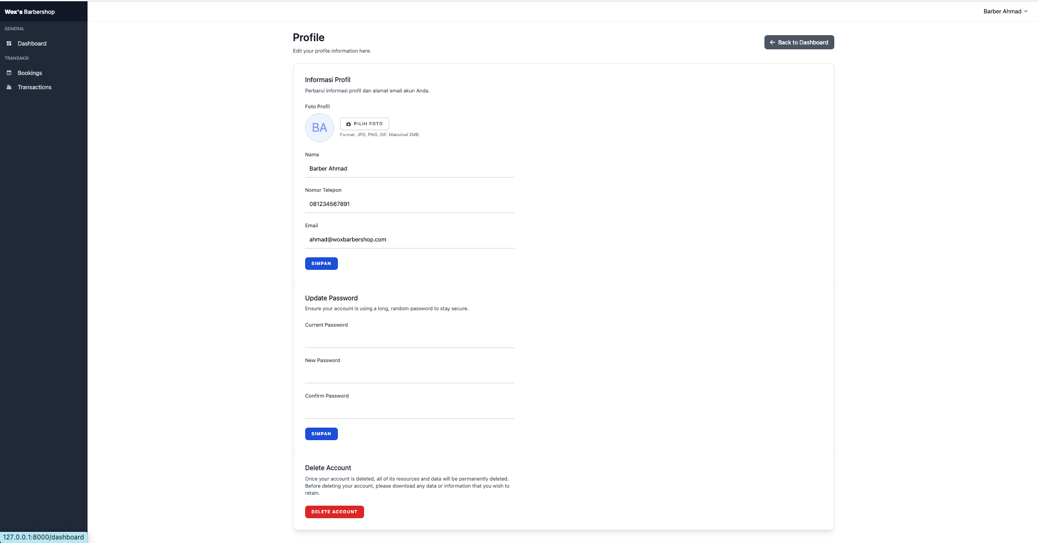 Wox's Barbershop
Barber Ahmad
GENERAL
Dashboard
TRANSAKSI
Bookings
Transactions
Profile
Edit your profile information here.
Back to Dashboard
Informasi Profil
Perbarui informasi profil dan alamat email akun Anda.
Foto Profil
BA
PILIH FOTO
Format: JPG, PNG, GIF. Maksimal 2MB.
Nama
Barber Ahmad
Nomor Telepon
081234567891
Email
ahmad@woxbarbershop.com
SIMPAN
Update Password
Ensure your account is using a long, random password to stay secure.
Current Password
New Password
Confirm Password
SIMPAN
Delete Account
Once your account is deleted, all of its resources and data will be permanently deleted.
Before deleting your account, please download any data or information that you wish to
retain.
DELETE ACCOUNT
127.0.0.1:8000/dashboard